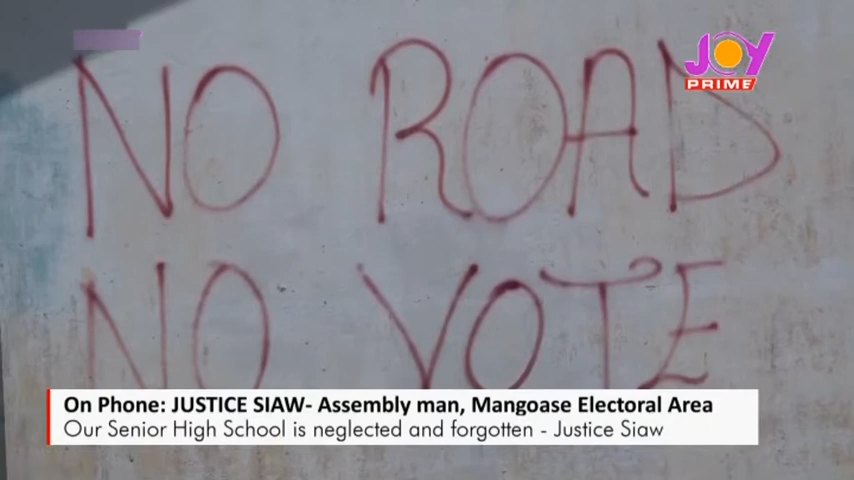 JOY
PRIME
NO ROAD
NO VOTE
On Phone: JUSTICE SIAW- Assembly man, Mangoase Electoral Area
Our Senior High School is neglected and forgotten - Justice Siaw